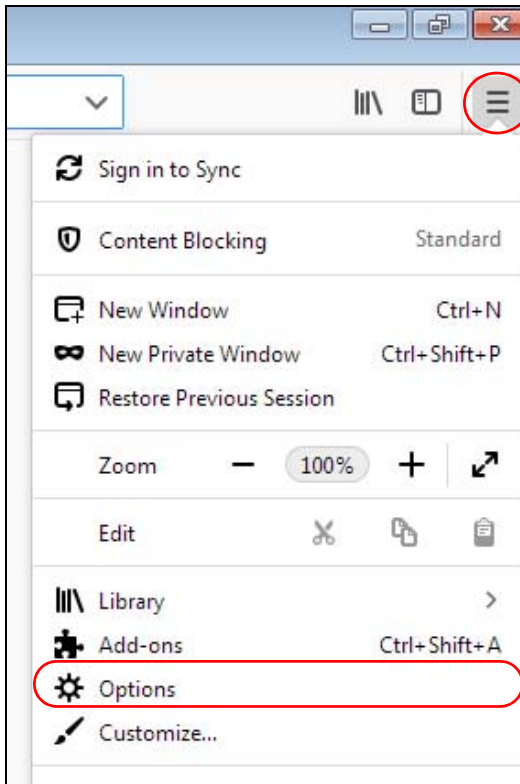 Sign in to Sync
Content Blocking Standard
New Window Ctrl+N
New Private Window Ctrl+Shift+P
Restore Previous Session
Zoom 100%
Edit
Library
Add-ons Ctrl+Shift+A
Options
Customize...